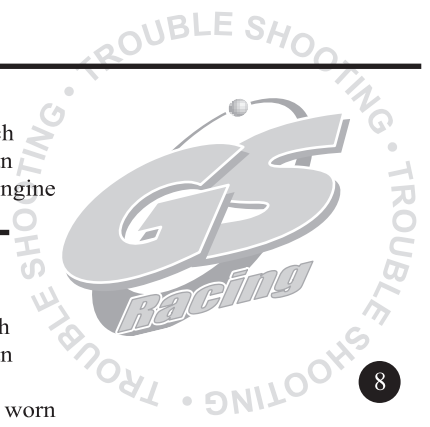 TROUBLE SHOOTING • TROUBLE SHOOTING • TROUBLE SHOOTING •
n
ngine
GS
Racing
n
worn
8